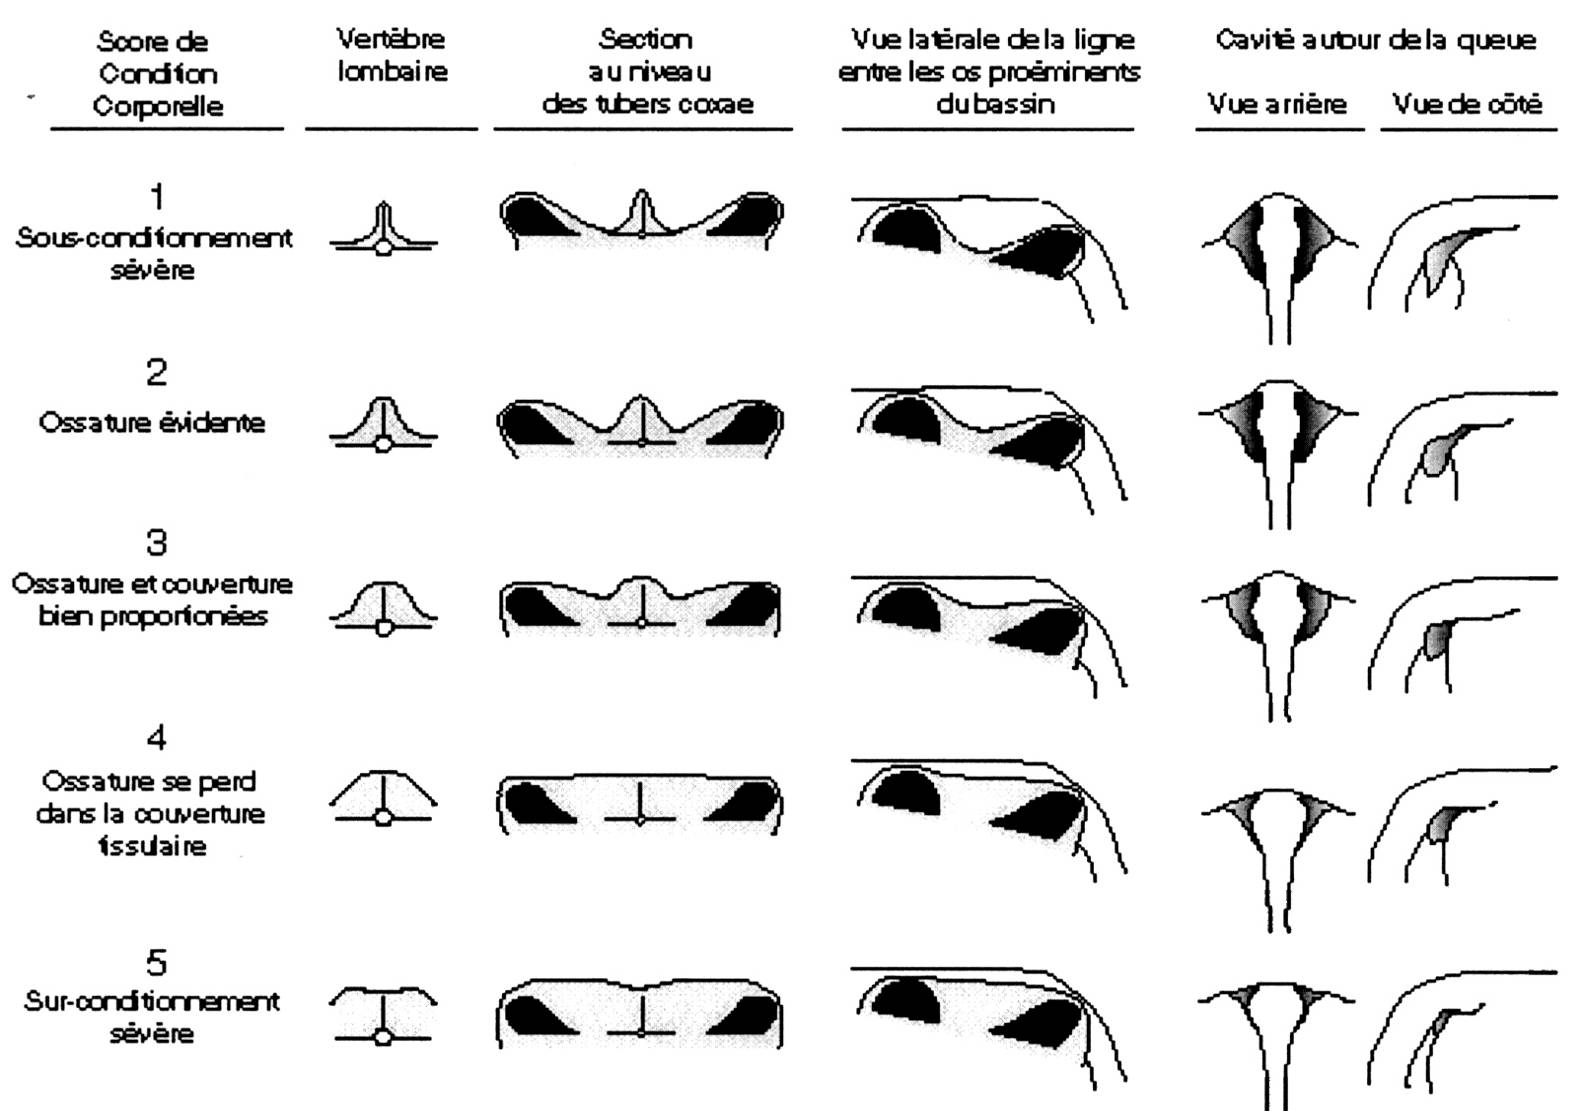 Score de
Condition
Corporelle
Vertèbre
lombaire
Section
au niveau
des tubers coxae
Vue latérale de la ligne
entre les os proéminents
du bassin
Cavité autour de la queue
Vue arrière
Vue de côté
1
Sous-conditionnement
sévère
2
Ossature évidente
3
Ossature et couverture
bien proportionées
4
Ossature se perd
dans la couverture
tissulaire
5
Sur-conditionnement
sévère